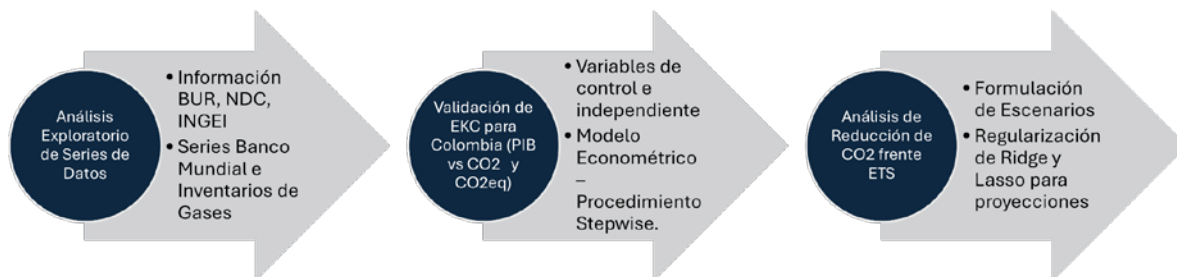 Análisis
Exploratorio
de Series de
Datos
• Información
BUR, NDC,
INGEI
• Series Banco
Mundial e
Inventarios de
Gases
Validación de
EKC para
Colombia (PIB
vs CO2 y
CO2eq)
• Variables de
control e
independiente
• Modelo
Econométrico
–
Procedimiento
Stepwise.
Análisis de
Reducción de
CO2 frente
ETS
• Formulación
de Escenarios
• Regularización
de Ridge y
Lasso para
proyecciones